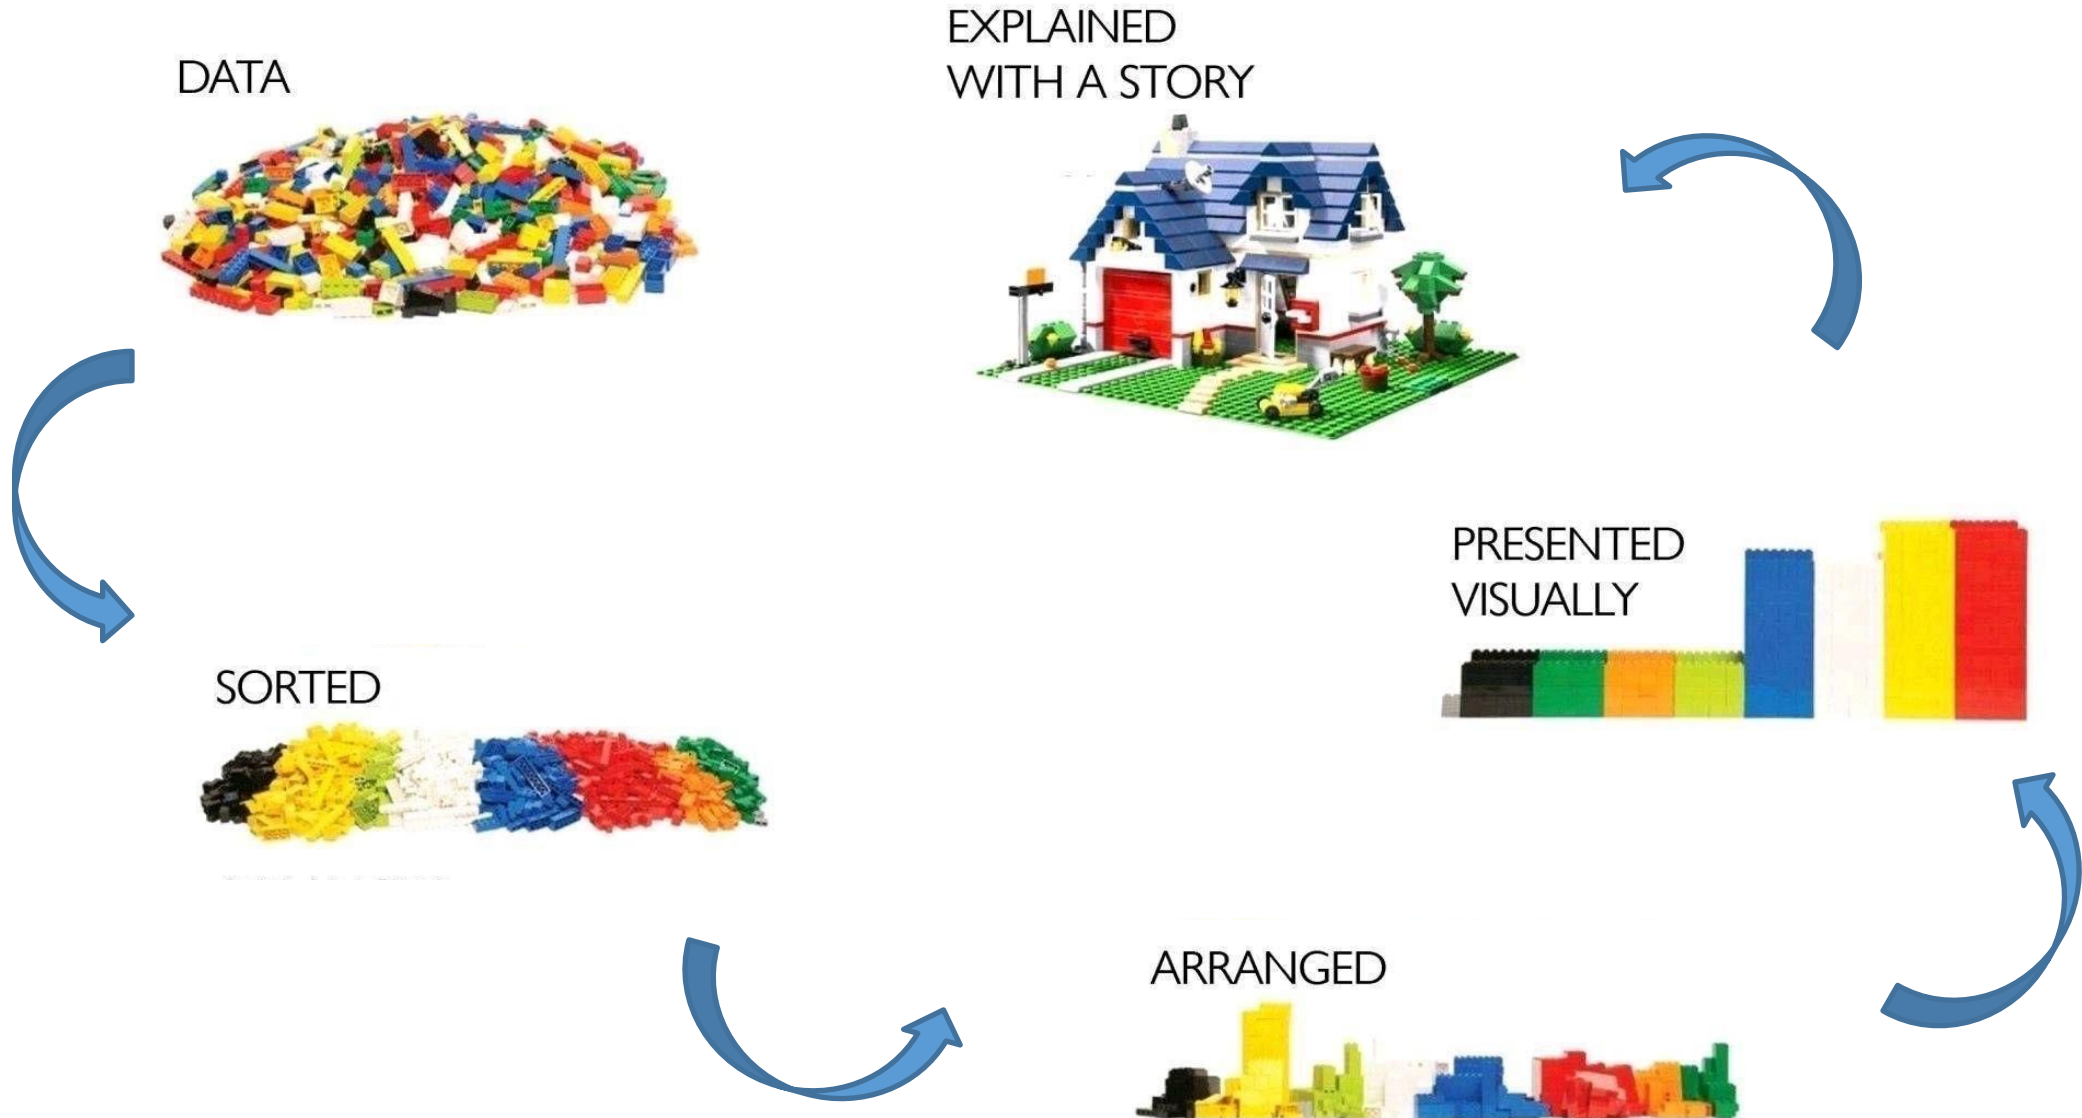 DATA
EXPLAINED
WITH A STORY
PRESENTED
VISUALLY
SORTED
ARRANGED